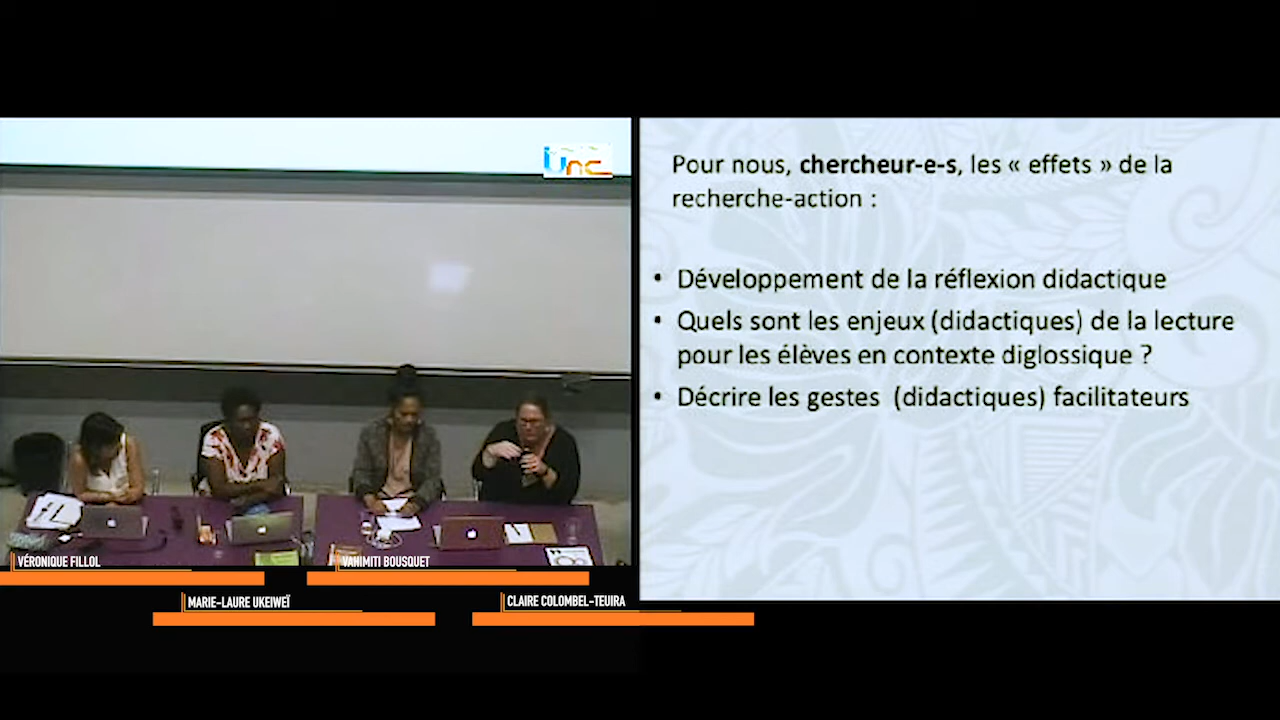 unc
Pour nous, chercheur-e-s, les « effets » de la
recherche-action :
• Développement de la réflexion didactique
• Quels sont les enjeux (didactiques) de la lecture
pour les élèves en contexte diglossique ?
• Décrire les gestes (didactiques) facilitateurs
VÉRONIQUE FILLOL
VANIMITI BOUSQUET
MARIE-LAURE UKEIWEÏ
CLAIRE COLOMBEL-TEUIRA